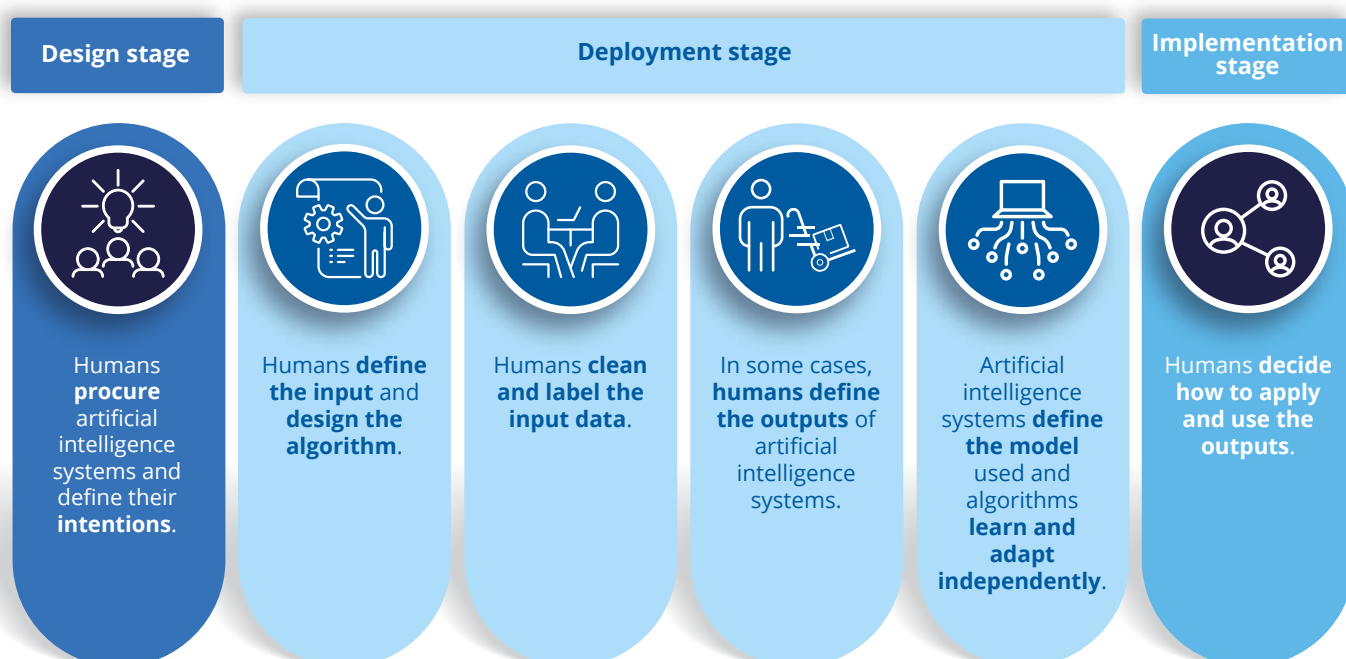 Design stage
Deployment stage
Implementation
stage
Humans
procure
artificial
intelligence
systems and
define their
intentions.
Humans define
the input and
design the
algorithm.
Humans clean
and label the
input data.
In some cases,
humans define
the outputs of
artificial
intelligence
systems.
Artificial
intelligence
systems define
the model
used and
algorithms
learn and
adapt
independently.
Humans decide
how to apply
and use the
outputs.